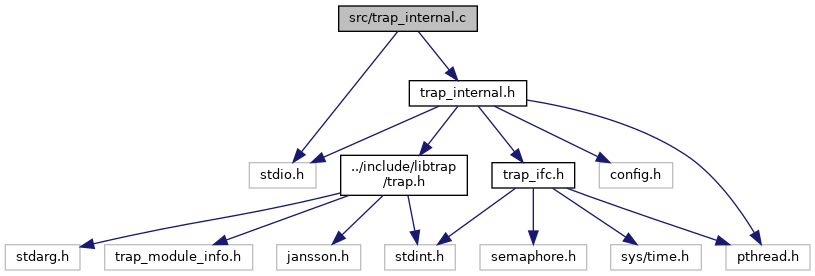 src/trap_internal.c
trap_internal.h
stdio.h
../include/libtrap
/trap.h
trap_ifc.h
config.h
stdarg.h
trap_module_info.h
jansson.h
stdint.h
semaphore.h
sys/time.h
pthread.h